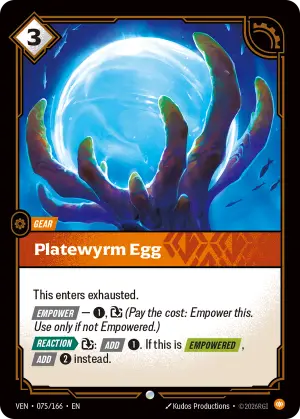 3
GEAR
Platewyrm Egg
This enters exhausted.
EMPOWER — 1, (Pay the cost: Empower this.
Use only if not Empowered.)
REACTION : ADD 1. If this is EMPOWERED,
ADD 2 instead.
VEN • 075/166 • EN Kudos Productions • ©2026RGI